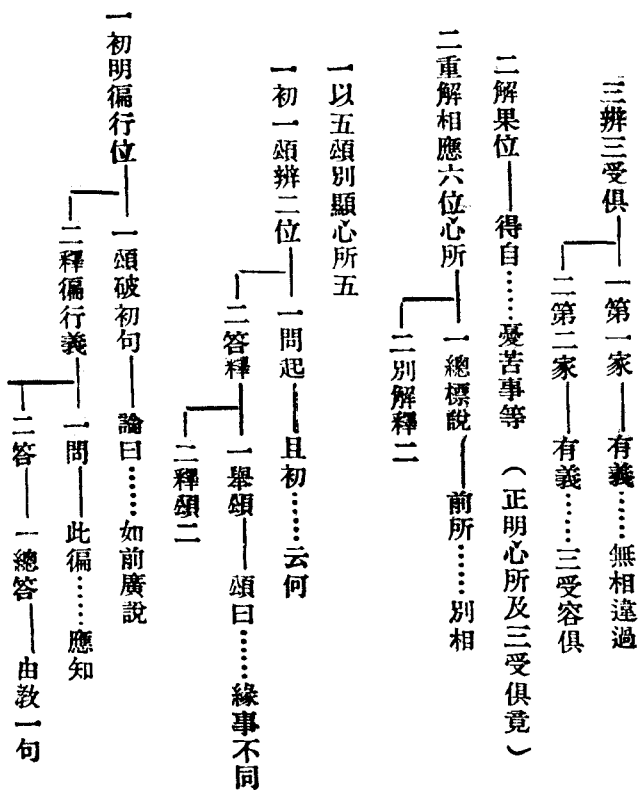 三辨三受俱
一第一家
有義……無相違過
二第二家
有義……三受容俱
二解果位
得自……憂苦事等
（正明心所及三受俱竟）
二重解相應六位心所
一總標說
前所……別相
二別解釋二
一以五頌別顯心所五
一初一頌辨二位
一問起
且初……云何
二答釋
一舉頌
頌曰……緣事不同
二釋頌二
一初明徧行位
一頌破初句
論曰……如前廣說
二釋徧行義
一問
此徧……應知
二答
一總答
由教一句